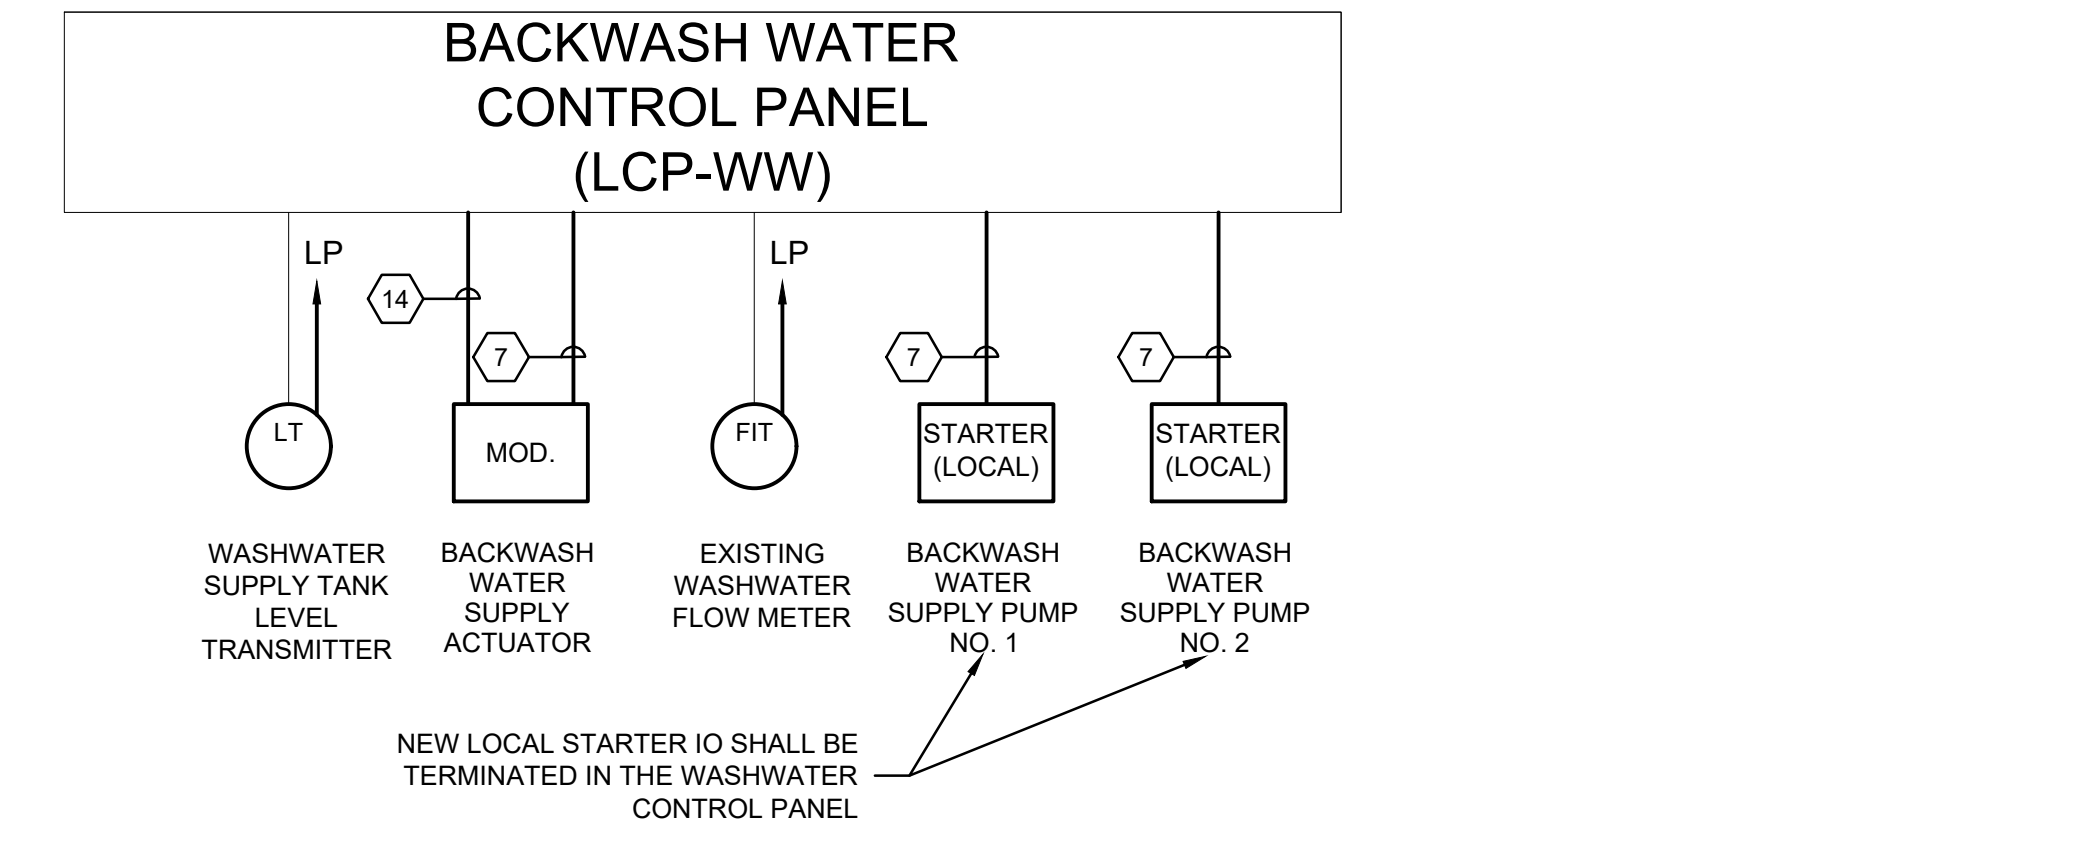 BACKWASH WATER
CONTROL PANEL
(LCP-WW)
LP
LP
14
7
7
7
LT
MOD.
FIT
STARTER
(LOCAL)
STARTER
(LOCAL)
WASHWATER
SUPPLY TANK
LEVEL
TRANSMITTER
BACKWASH
WATER
SUPPLY
ACTUATOR
EXISTING
WASHWATER
FLOW METER
BACKWASH
WATER
SUPPLY PUMP
NO. 1
BACKWASH
WATER
SUPPLY PUMP
NO. 2
NEW LOCAL STARTER IO SHALL BE
TERMINATED IN THE WASHWATER
CONTROL PANEL